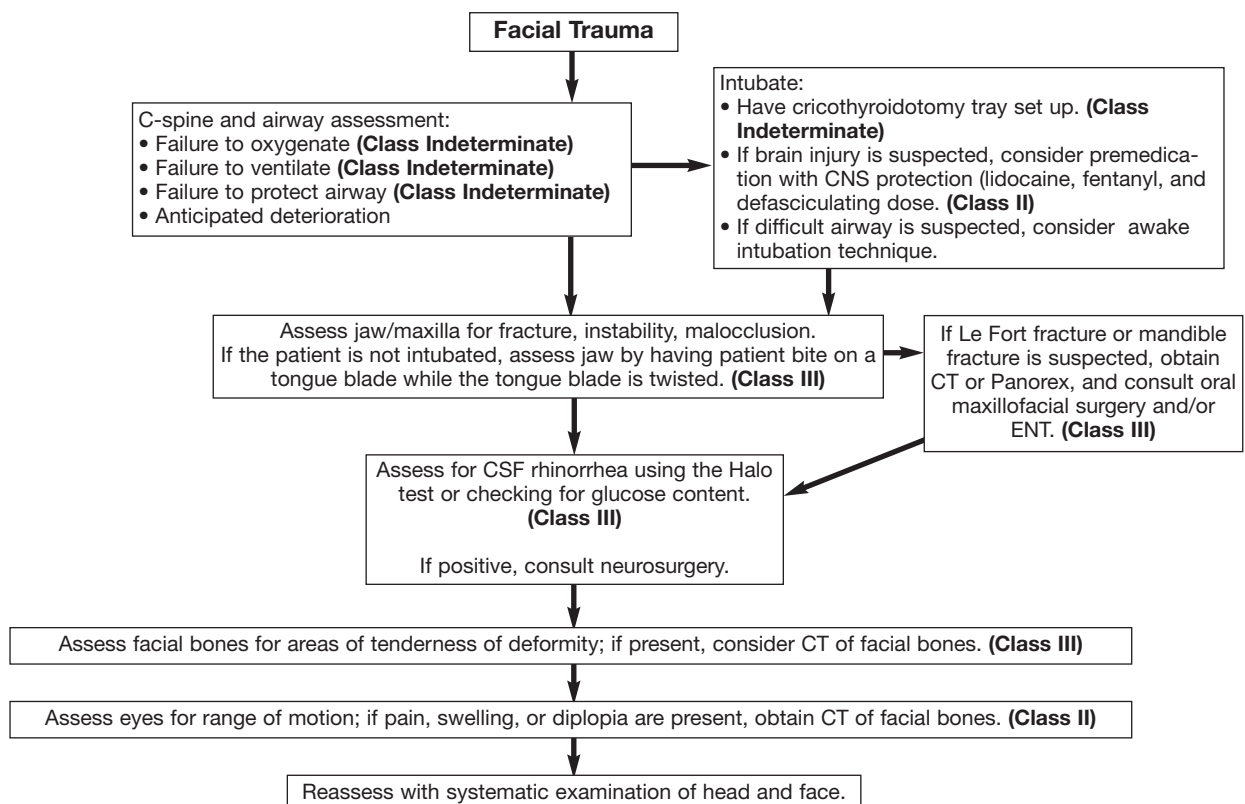 Facial Trauma
C-spine and airway assessment:
• Failure to oxygenate (Class Indeterminate)
• Failure to ventilate (Class Indeterminate)
• Failure to protect airway (Class Indeterminate)
• Anticipated deterioration
Intubate:
• Have cricothyroidotomy tray set up. (Class
Indeterminate)
• If brain injury is suspected, consider premedica-
tion with CNS protection (lidocaine, fentanyl, and
defasciculating dose. (Class II)
• If difficult airway is suspected, consider awake
intubation technique.
Assess jaw/maxilla for fracture, instability, malocclusion.
If the patient is not intubated, assess jaw by having patient bite on a
tongue blade while the tongue blade is twisted. (Class III)
If Le Fort fracture or mandible
fracture is suspected, obtain
CT or Panorex, and consult oral
maxillofacial surgery and/or
ENT. (Class III)
Assess for CSF rhinorrhea using the Halo
test or checking for glucose content.
(Class III)
If positive, consult neurosurgery.
Assess facial bones for areas of tenderness of deformity; if present, consider CT of facial bones. (Class III)
Assess eyes for range of motion; if pain, swelling, or diplopia are present, obtain CT of facial bones. (Class II)
Reassess with systematic examination of head and face.